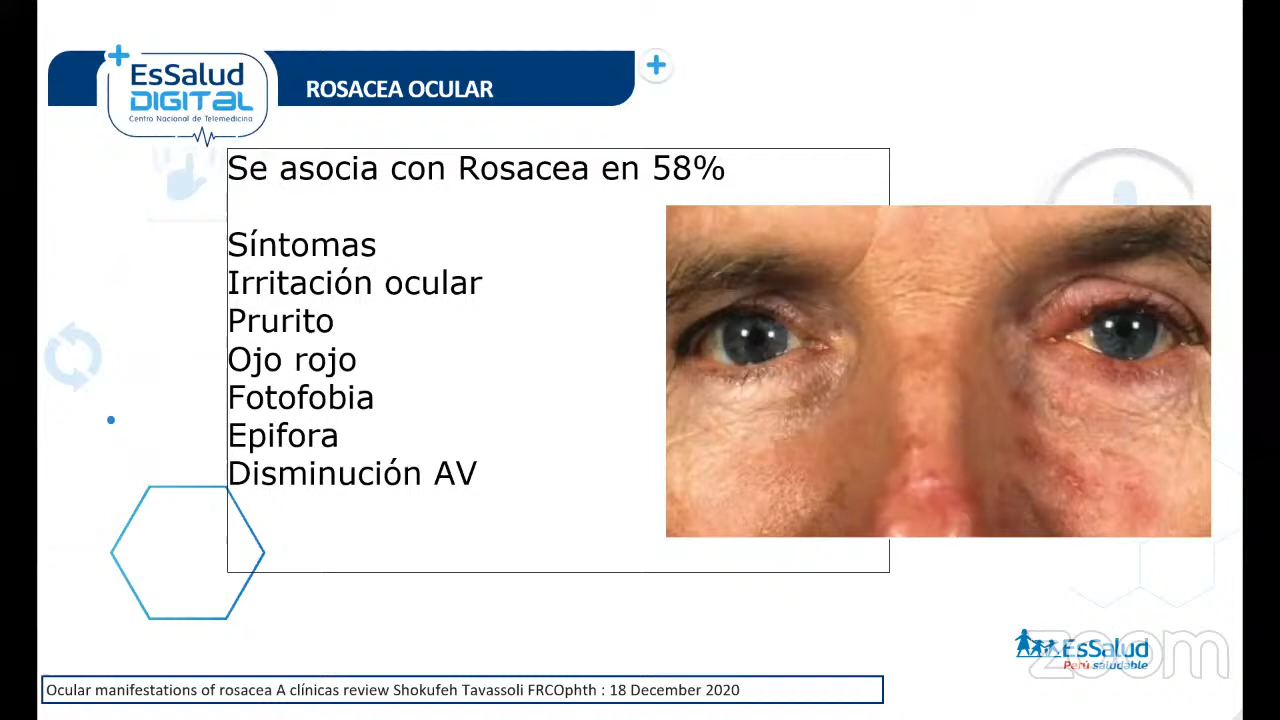 EsSalud
DIGITAL
Centro Nacional de Telemedicina
ROSACEA OCULAR
Se asocia con Rosacea en 58%
Síntomas
Irritación ocular
Prurito
Ojo rojo
Fotofobia
Epifora
Disminución AV
EsSalud
Perú saludable
zoom
Ocular manifestations of rosacea A clínicas review Shokufeh Tavassoli FRCOphth : 18 December 2020